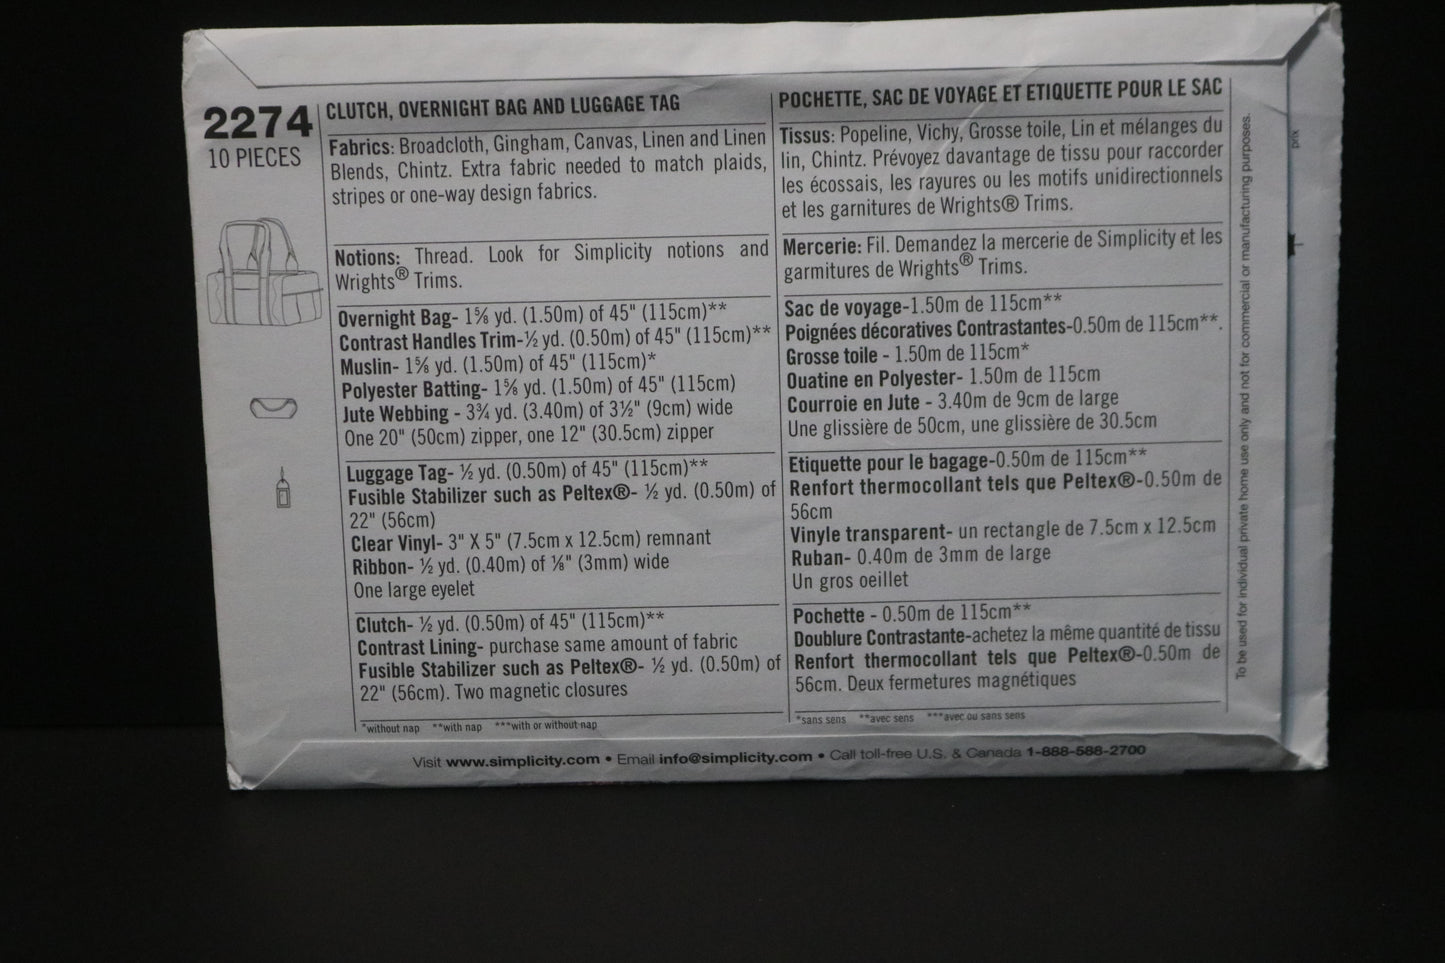 2274
10 PIECES
CLUTCH, OVERNIGHT BAG AND LUGGAGE TAG
Fabrics: Broadcloth, Gingham, Canvas, Linen and Linen
Blends, Chintz. Extra fabric needed to match plaids,
stripes or one-way design fabrics.
Notions: Thread. Look for Simplicity notions and
Wrights® Trims.
Overnight Bag- 1⅝ yd. (1.50m) of 45" (115cm)**
Contrast Handles Trim-½ yd. (0.50m) of 45" (115cm)**
Muslin- 1⅝ yd. (1.50m) of 45" (115cm)*
Polyester Batting- 1⅝ yd. (1.50m) of 45" (115cm)
Jute Webbing - 3¾ yd. (3.40m) of 3½" (9cm) wide
One 20" (50cm) zipper, one 12" (30.5cm) zipper
Luggage Tag- ½ yd. (0.50m) of 45" (115cm)**
Fusible Stabilizer such as Peltex®- ½ yd. (0.50m) of
22" (56cm)
Clear Vinyl- 3" X 5" (7.5cm x 12.5cm) remnant
Ribbon- ½ yd. (0.40m) of ⅛" (3mm) wide
One large eyelet
Clutch- ½ yd. (0.50m) of 45" (115cm)**
Contrast Lining- purchase same amount of fabric
Fusible Stabilizer such as Peltex®- ½ yd. (0.50m) of
22" (56cm). Two magnetic closures
*without nap **with nap ***with or without nap
POCHETTE, SAC DE VOYAGE ET ETIQUETTE POUR LE SAC
Tissus: Popeline, Vichy, Grosse toile, Lin et mélanges du
lin, Chintz. Prévoyez davantage de tissu pour raccorder
les écossais, les rayures ou les motifs unidirectionnels
et les garnitures de Wrights® Trims.
Mercerie: Fil. Demandez la mercerie de Simplicity et les
garmitures de Wrights® Trims.
Sac de voyage-1.50m de 115cm**
Poignées décoratives Contrastantes-0.50m de 115cm**.
Grosse toile - 1.50m de 115cm*
Ouatine en Polyester- 1.50m de 115cm
Courroie en Jute - 3.40m de 9cm de large
Une glissière de 50cm, une glissière de 30.5cm
Etiquette pour le bagage-0.50m de 115cm**
Renfort thermocollant tels que Peltex®-0.50m de
56cm
Vinyle transparent- un rectangle de 7.5cm x 12.5cm
Ruban- 0.40m de 3mm de large
Un gros oeillet
Pochette - 0.50m de 115cm**
Doublure Contrastante-achetez la même quantité de tissu
Renfort thermocollant tels que Peltex®-0.50m de
56cm. Deux fermetures magnétiques
*sans sens **avec sens ***avec ou sans sens
To be used for individual private home use only and not for commercial or manufacturing purposes.
prix
Visit www.simplicity.com • Email info@simplicity.com • Call toll-free U.S. & Canada 1-888-588-2700